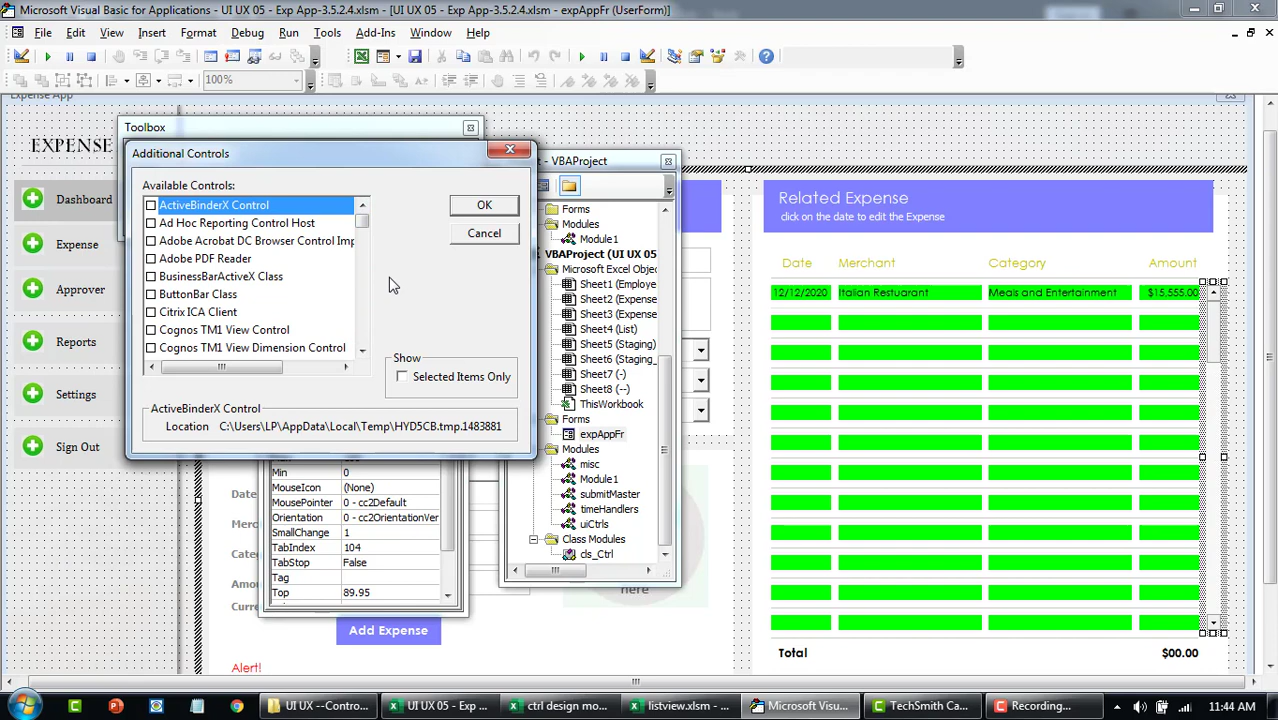 Microsoft Visual Basic for Applications - UI UX 05 - Exp App-3.5.2.4.xlsm - [UI UX 05 - Exp App-3.5.2.4.xlsm - expAppFr (UserForm)]
File Edit View Insert Format Debug Run Tools Add-Ins Window Help
100%
Expense App
Toolbox
EXPENSE
Dashboard
Expense
Approver
Reports
Settings
Sign Out
Additional Controls
Available Controls:
ActiveBinderX Control
Ad Hoc Reporting Control Host
Adobe Acrobat DC Browser Control Imp
Adobe PDF Reader
BusinessBarActiveX Class
ButtonBar Class
Citrix ICA Client
Cognos TM1 View Control
Cognos TM1 View Dimension Control
OK
Cancel
Show
Selected Items Only
ActiveBinderX Control
Location C:\Users\LP\AppData\Local\Temp\HYD5CB.tmp.1483881
Min 0
MouseIcon (None)
MousePointer 0 - cc2Default
Orientation 0 - cc2OrientationVer
SmallChange 1
TabIndex 104
TabStop False
Tag
Top 89.95
Date
Merc
Categ
Amou
Curre
Add Expense
Alert!
here
- VBAProject
Forms
Modules
Module1
VBAProject (UI UX 05
Microsoft Excel Objec
Sheet1 (Employe
Sheet2 (Expense
Sheet3 (Expense
Sheet4 (List)
Sheet5 (Staging)
Sheet6 (Staging_
Sheet7 (-)
Sheet8 (--)
ThisWorkbook
Forms
expAppFr
Modules
misc
Module1
submitMaster
timeHandlers
uiCtrls
Class Modules
cls_Ctrl
Related Expense
click on the date to edit the Expense
Date Merchant Category Amount
12/12/2020 Italian Restuarant Meals and Entertainment $15,555.00
Total $00.00
UI UX --Contro...
UI UX 05 - Exp ...
ctrl design mo...
listview.xlsm - ...
Microsoft Visu...
TechSmith Ca...
Recording...
11:44 AM